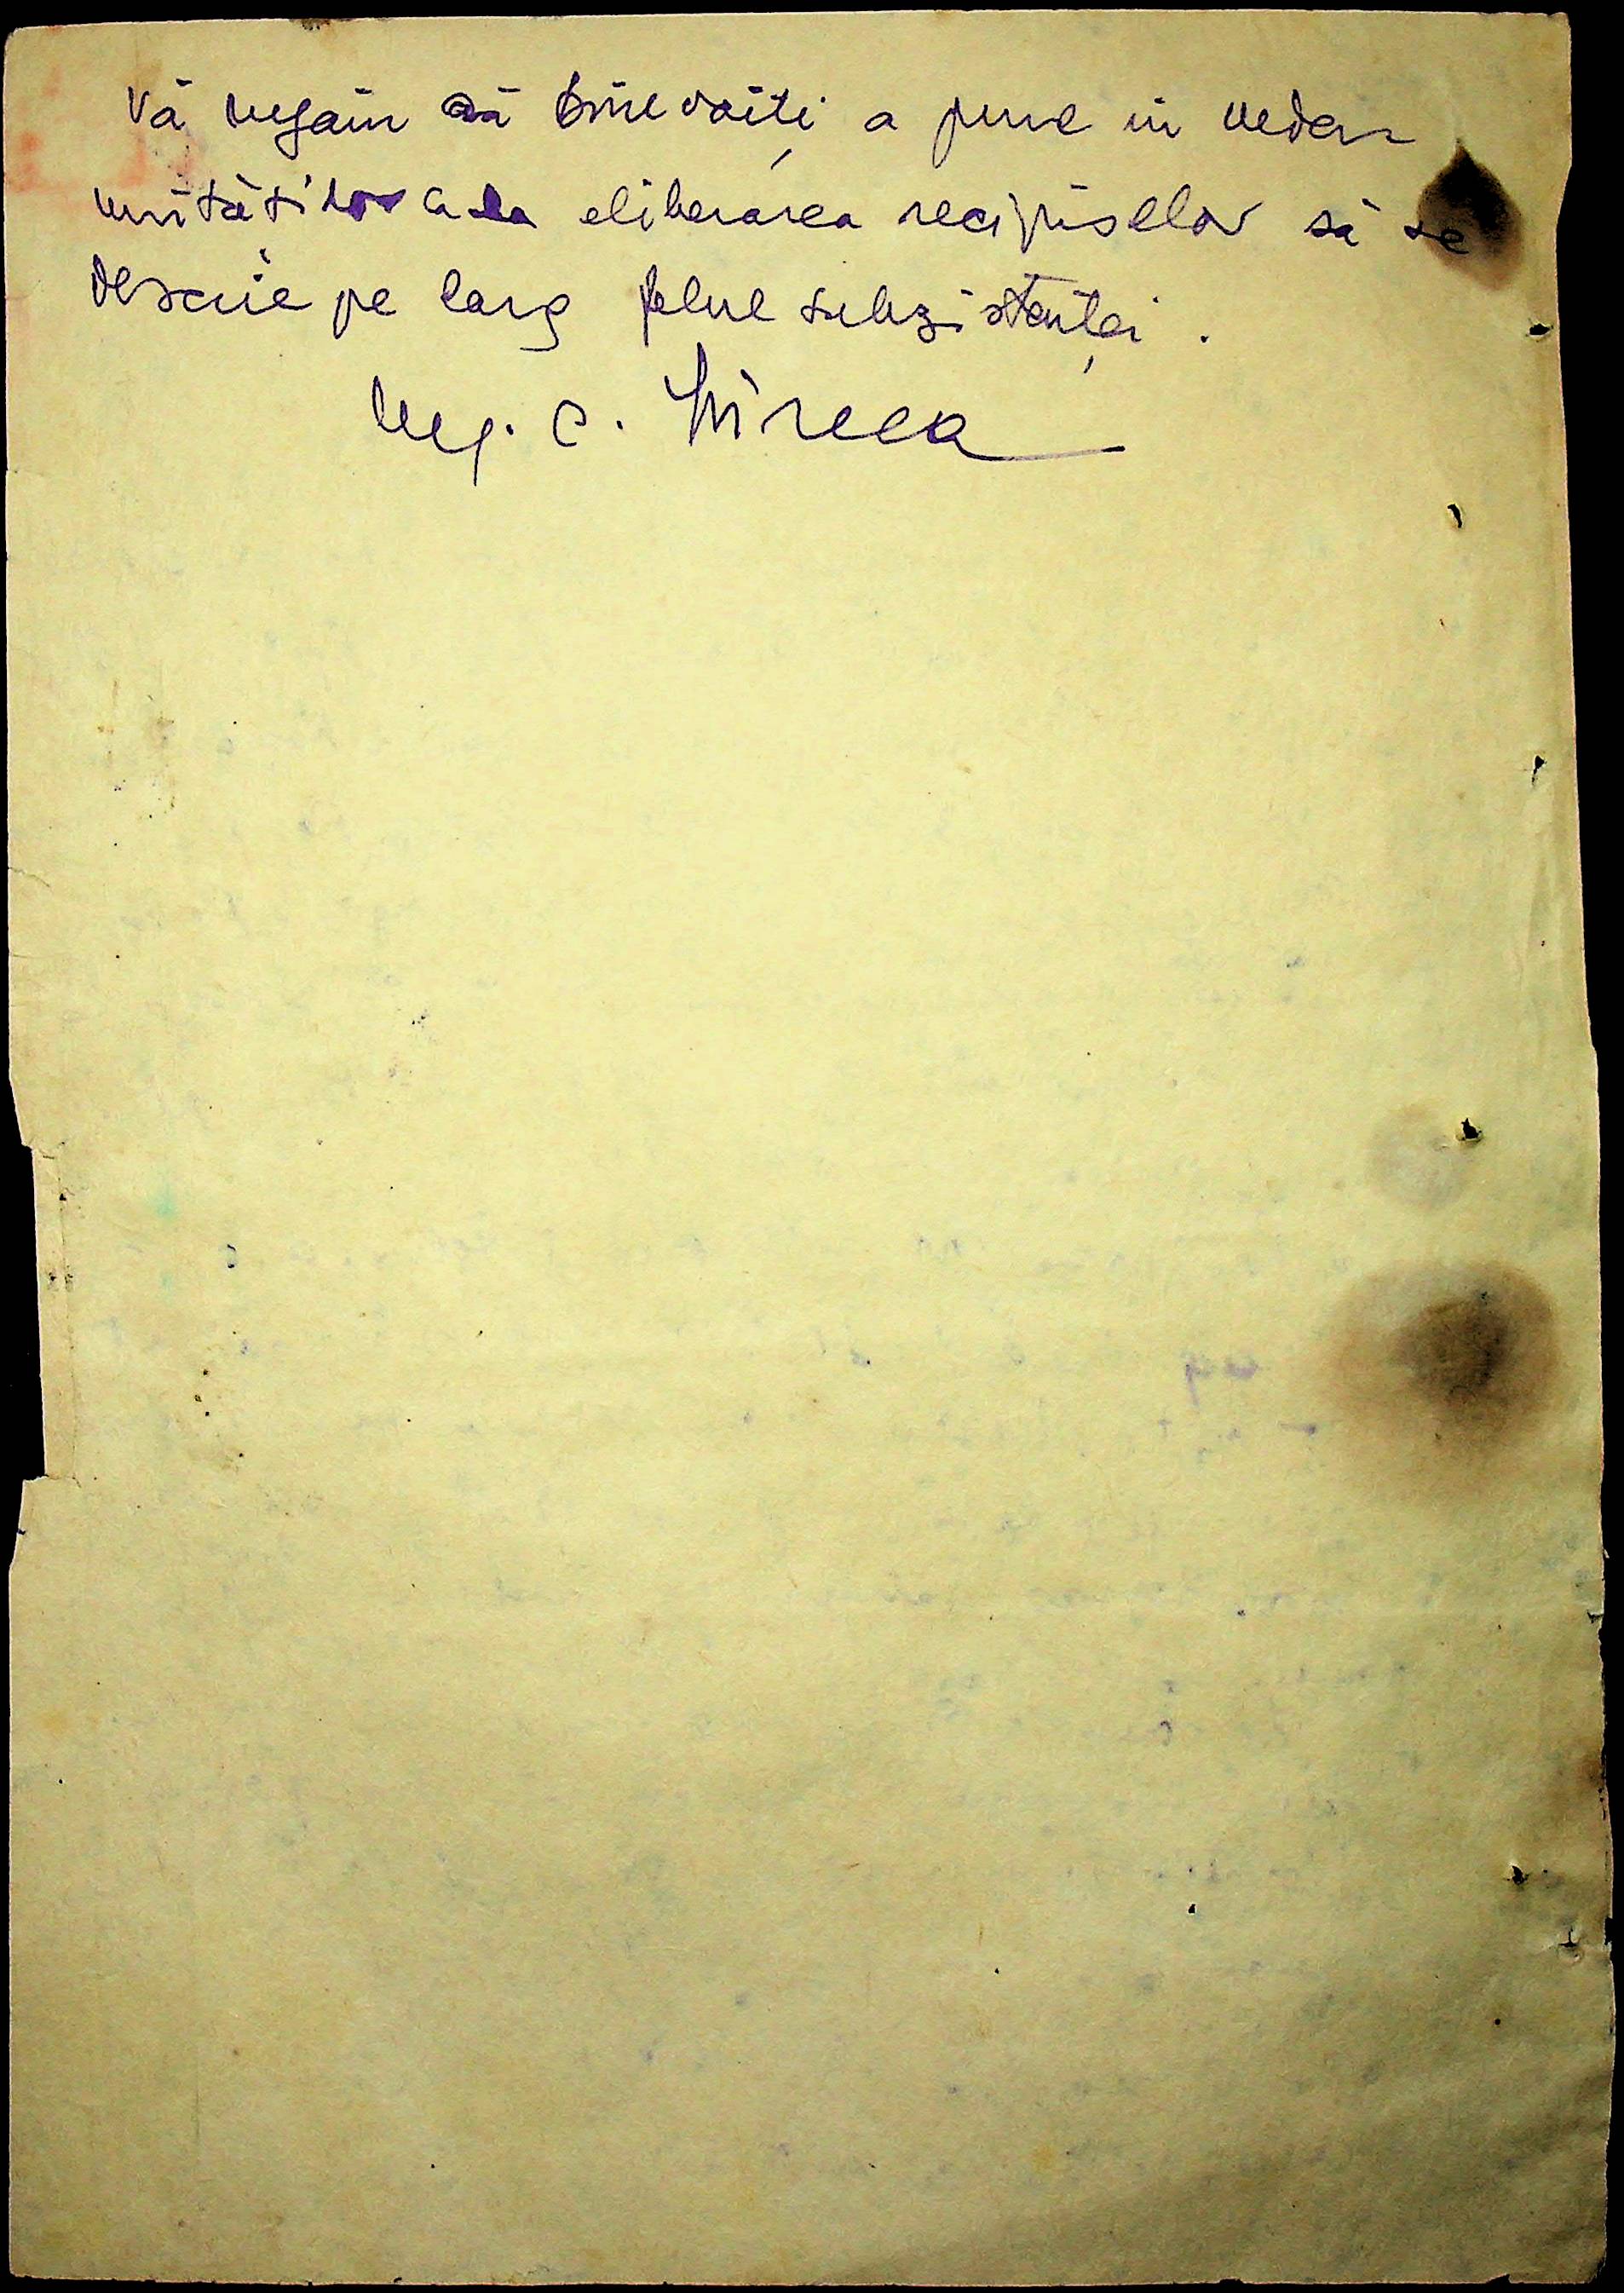 Vă rugăm să binevoiți a pune în vedere
unităților ca la eliberarea recipiselor să se
descrie pe larg felul subzistenței.
C. Mircea